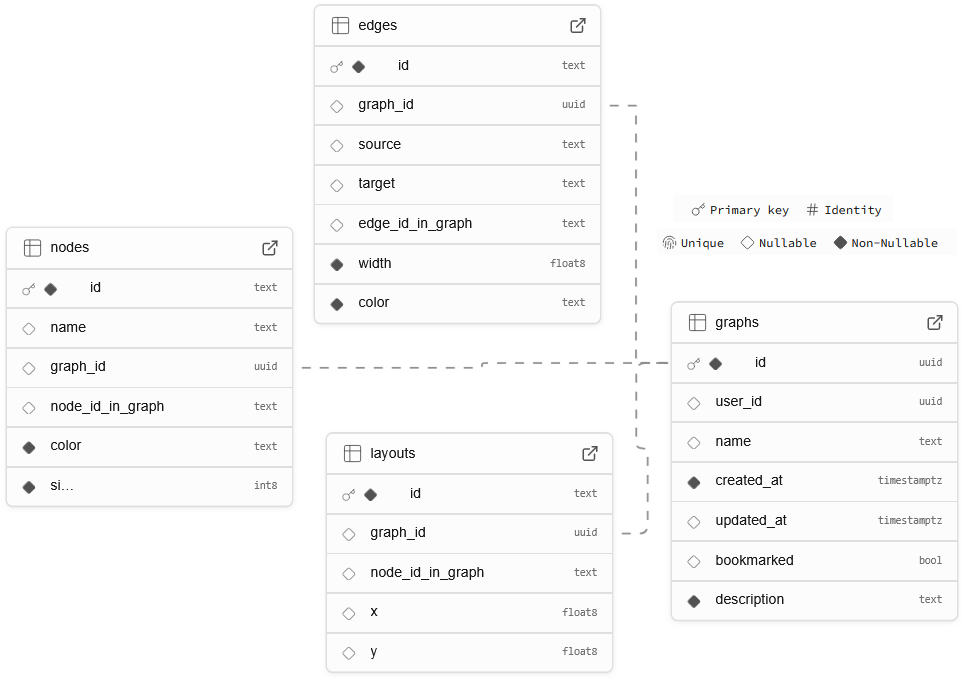 edges
id text
graph_id uuid
source text
target text
edge_id_in_graph text
width float8
color text
Primary key # Identity
Unique Nullable Non-Nullable
nodes
id text
name text
graph_id uuid
node_id_in_graph text
color text
si... int8
graphs
id uuid
user_id uuid
name text
created_at timestamptz
updated_at timestamptz
bookmarked bool
description text
layouts
id text
graph_id uuid
node_id_in_graph text
x float8
y float8